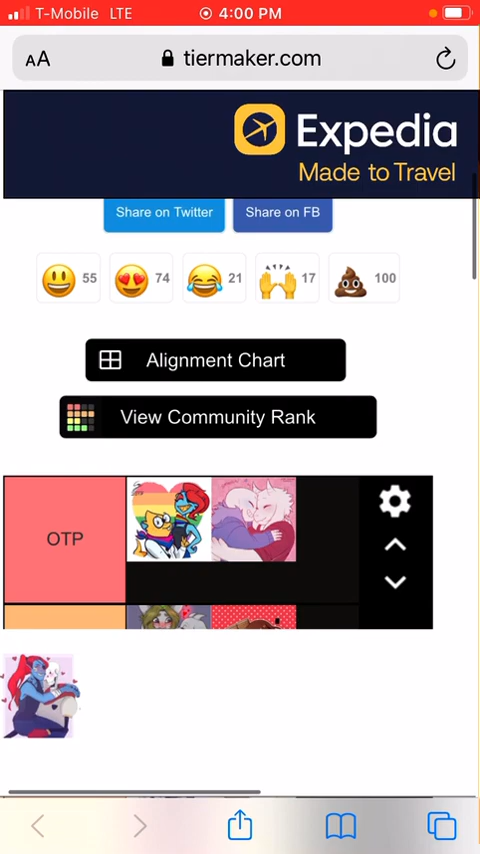 T-Mobile LTE 4:00 PM
AA tiermaker.com
Expedia
Made to Travel
Share on Twitter Share on FB
55 74 21 17 100
Alignment Chart
View Community Rank
OTP